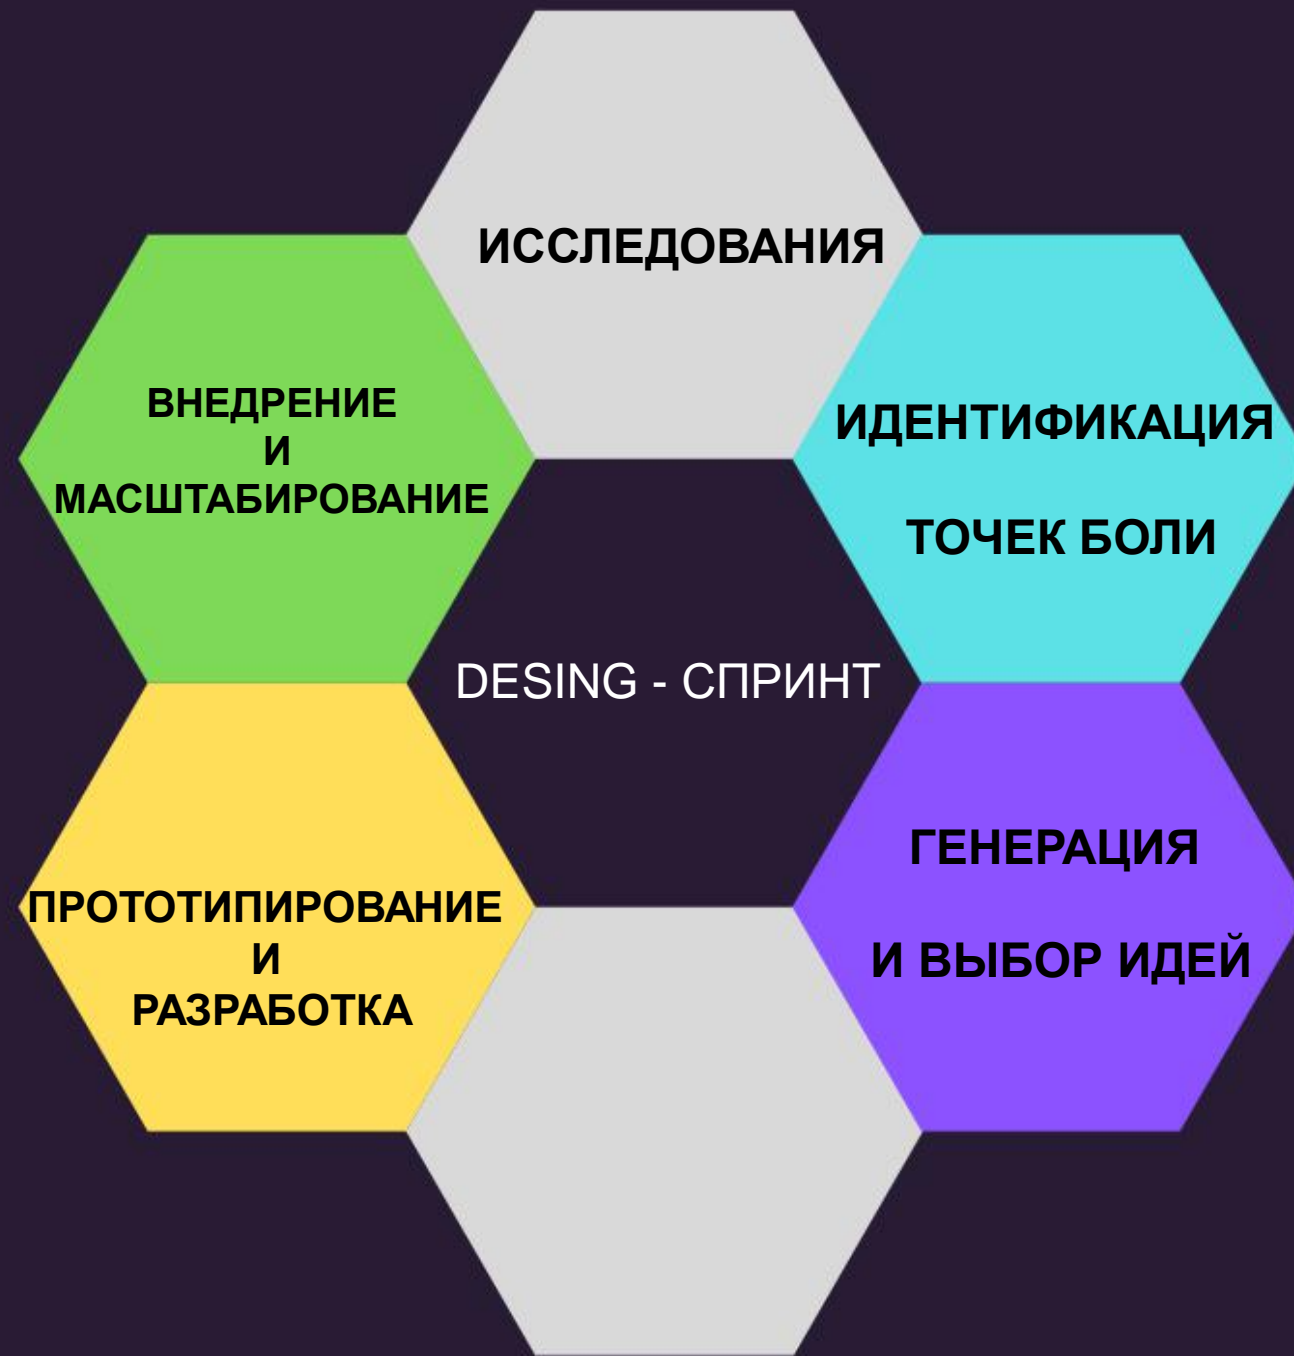 ИССЛЕДОВАНИЯ
ВНЕДРЕНИЕ
И
МАСШТАБИРОВАНИЕ
ИДЕНТИФИКАЦИЯ
ТОЧЕК БОЛИ
DESING - СПРИНТ
ПРОТОТИПИРОВАНИЕ
И
РАЗРАБОТКА
ГЕНЕРАЦИЯ
И ВЫБОР ИДЕЙ